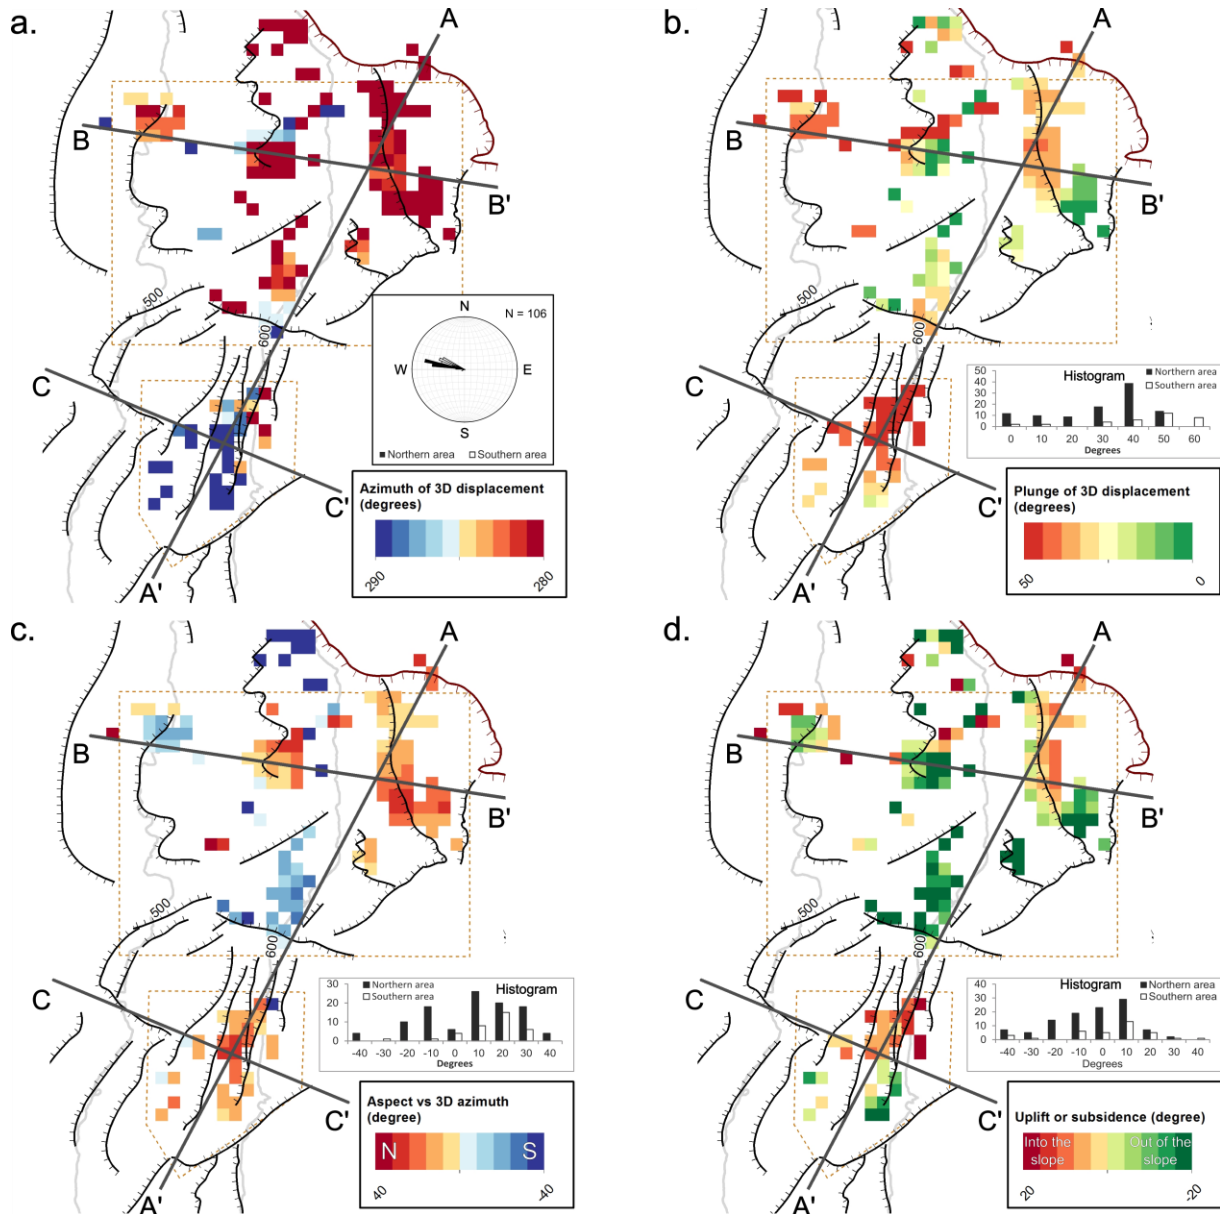 a.
A
B
B'
500
600
C
C'
A'
N
N = 106
W
E
S
Northern area
Southern area
Azimuth of 3D displacement
(degrees)
290
280
b.
A
B
B'
500
600
C
C'
A'
Histogram
Northern area
Southern area
50
40
30
20
10
0
0 10 20 30 40 50 60
Degrees
Plunge of 3D displacement
(degrees)
50
0
c.
A
B
B'
500
600
C
C'
A'
Northern area
Southern area
Histogram
30
20
10
0
-40 -30 -20 -10 0 10 20 30 40
Degrees
Aspect vs 3D azimuth
(degree)
N
S
40
-40
d.
A
B
B'
500
600
C
C'
A'
Histogram
Northern area
Southern area
40
30
20
10
0
-40 -30 -20 -10 0 10 20 30 40
Degrees
Uplift or subsidence (degree)
Into the
slope
Out of the
slope
20
-20